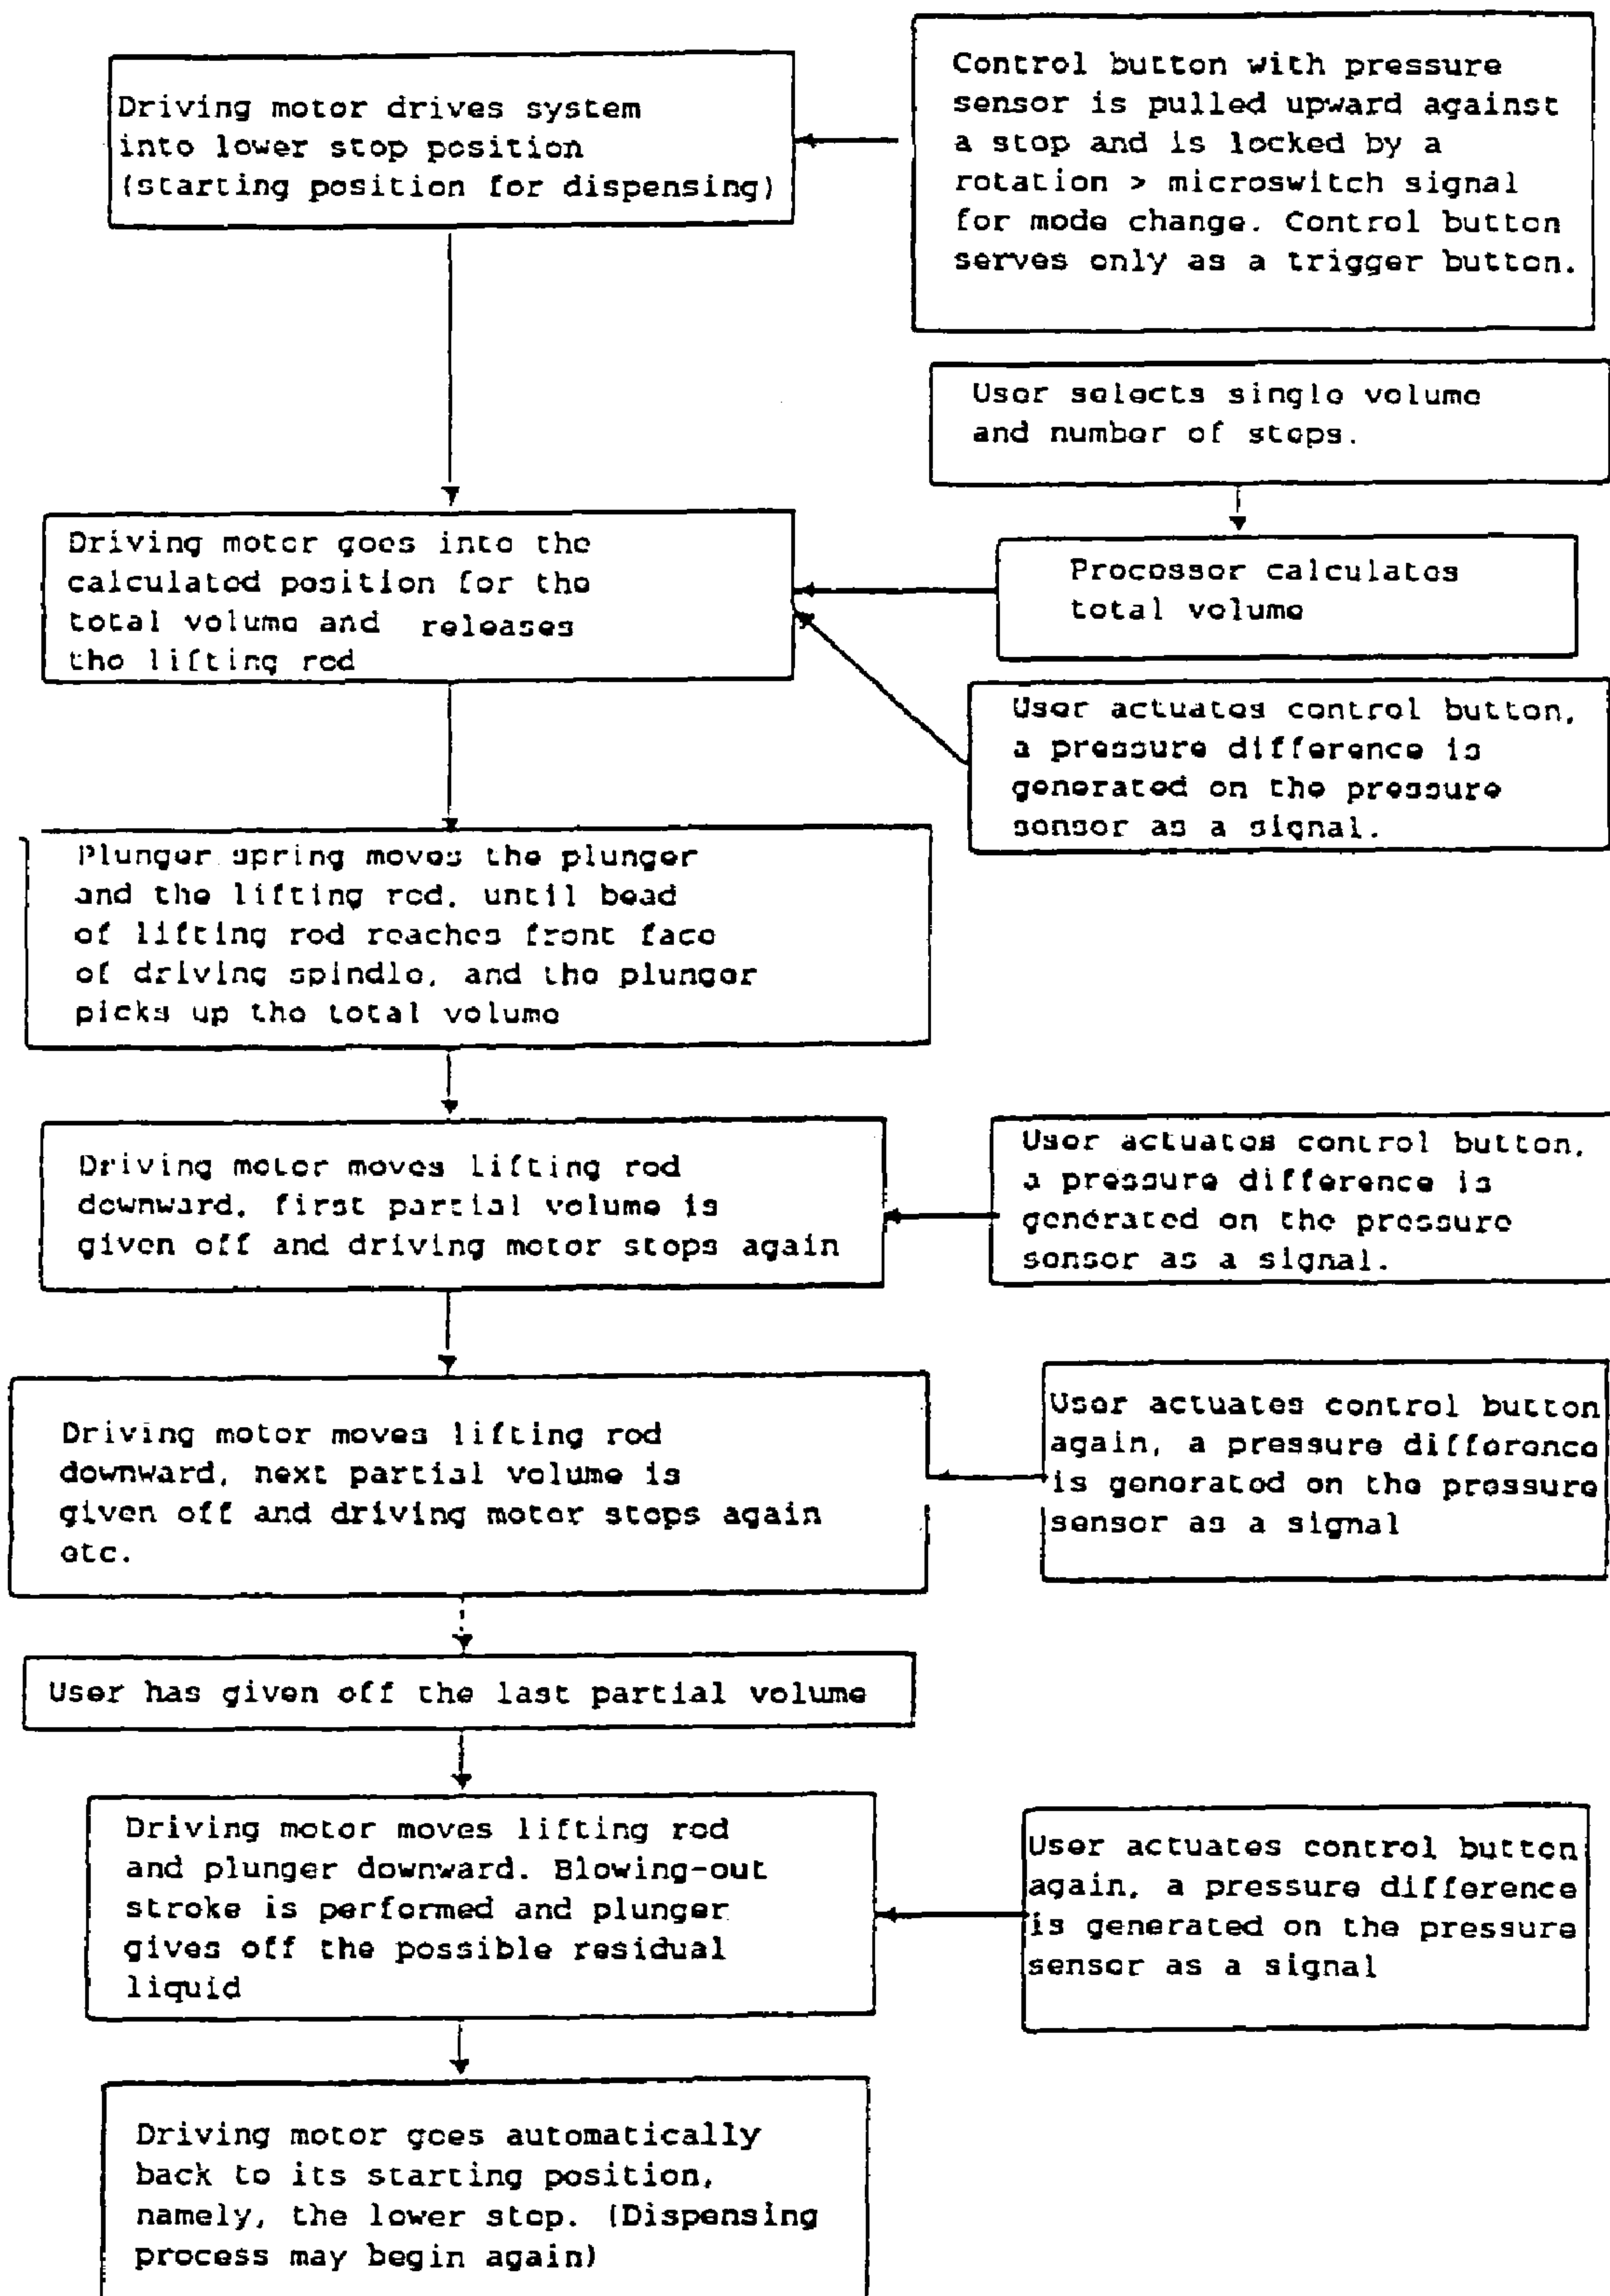 Driving motor drives system
into lower stop position
(starting position for dispensing)
Control button with pressure
sensor is pulled upward against
a stop and is locked by a
rotation > microswitch signal
for mode change. Control button
serves only as a trigger button.
User selects single volume
and number of steps.
Driving motor goes into the
calculated position for the
total volume and releases
the lifting rod
Processor calculates
total volume
User actuates control button,
a pressure difference is
generated on the pressure
sensor as a signal.
Plunger spring moves the plunger
and the lifting rod, until bead
of lifting rod reaches front face
of driving spindle, and the plunger
picks up the total volume
Driving motor moves lifting rod
downward, first partial volume is
given off and driving motor stops again
User actuates control button,
a pressure difference is
generated on the pressure
sensor as a signal.
Driving motor moves lifting rod
downward, next partial volume is
given off and driving motor stops again
etc.
User actuates control button
again, a pressure difference
is generated on the pressure
sensor as a signal
User has given off the last partial volume
Driving motor moves lifting rod
and plunger downward. Blowing-out
stroke is performed and plunger
gives off the possible residual
liquid
User actuates control button
again, a pressure difference
is generated on the pressure
sensor as a signal
Driving motor goes automatically
back to its starting position,
namely, the lower stop. (Dispensing
process may begin again)